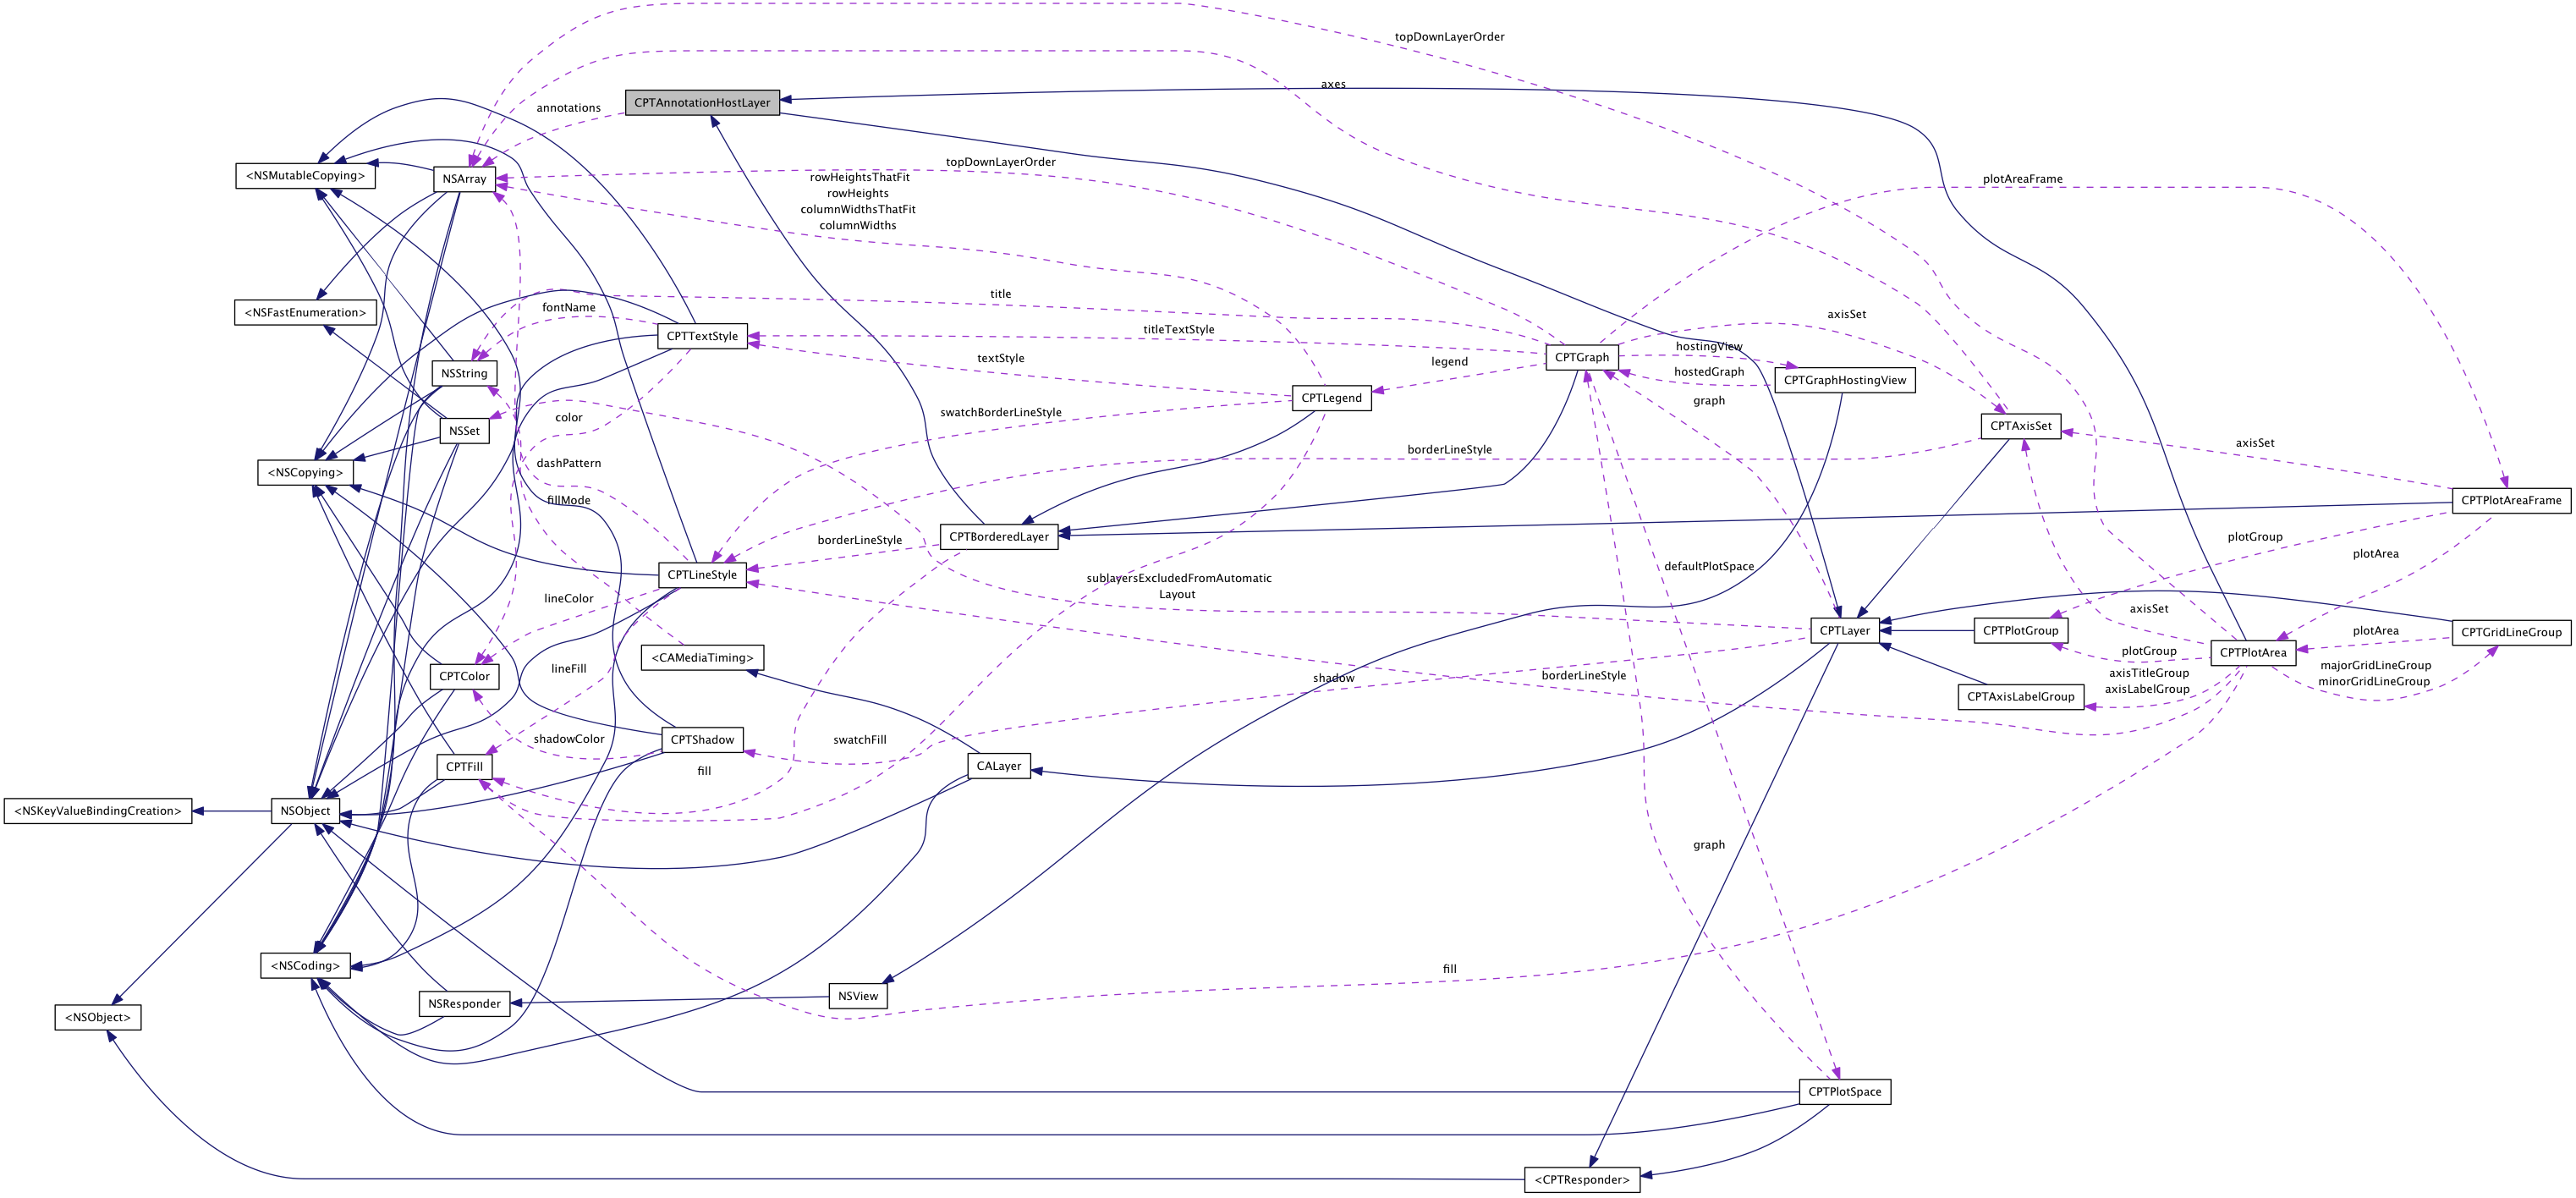 topDownLayerOrder
axes
CPTAnnotationHostLayer
annotations
topDownLayerOrder
<NSMutableCopying>
NSArray
rowHeightsThatFit
rowHeights
columnWidthsThatFit
columnWidths
plotAreaFrame
title
fontName
<NSFastEnumeration>
axisSet
titleTextStyle
CPTTextStyle
hostingView
CPTGraph
textStyle
legend
NSString
hostedGraph
CPTGraphHostingView
CPTLegend
graph
swatchBorderLineStyle
color
NSSet
CPTAxisSet
axisSet
borderLineStyle
dashPattern
<NSCopying>
fillMode
CPTPlotAreaFrame
CPTBorderedLayer
borderLineStyle
plotGroup
plotArea
defaultPlotSpace
CPTLineStyle
sublayersExcludedFromAutomatic
Layout
lineColor
axisSet
CPTLayer
CPTPlotGroup
plotArea
CPTGridLineGroup
<CAMediaTiming>
plotGroup
CPTPlotArea
lineFill
CPTColor
shadow
borderLineStyle
axisTitleGroup
axisLabelGroup
majorGridLineGroup
minorGridLineGroup
CPTAxisLabelGroup
shadowColor
CPTShadow
swatchFill
CPTFill
fill
CALayer
<NSKeyValueBindingCreation>
NSObject
graph
<NSCoding>
fill
NSResponder
NSView
<NSObject>
CPTPlotSpace
<CPTResponder>